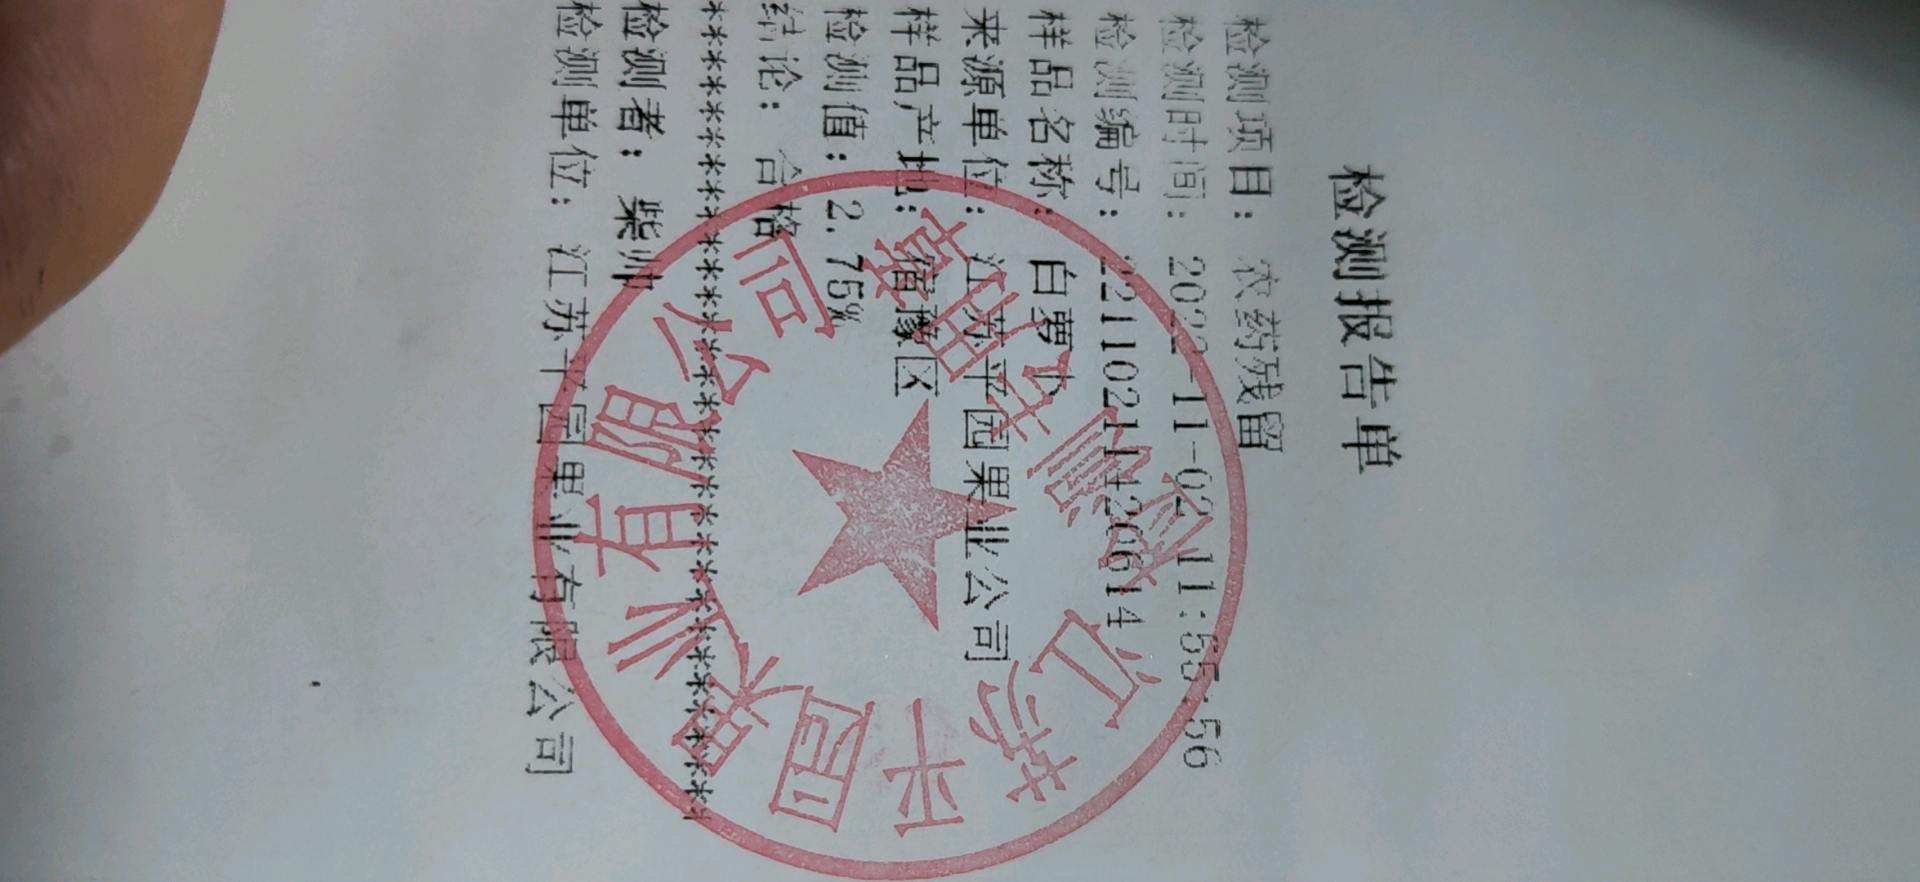 检测报告单
检测项目: 农药残留
检测时间: 2022-11-02 11:55:56
检测编号:
样品名称: 白萝卜
来源单位: 江苏平园果业公司
样品产地: 宿豫区
检测值: 2.75%
结论: 合格
检测者: 柴帅
检测单位: 江苏平园果业有限公司
江苏平园果业有限公司